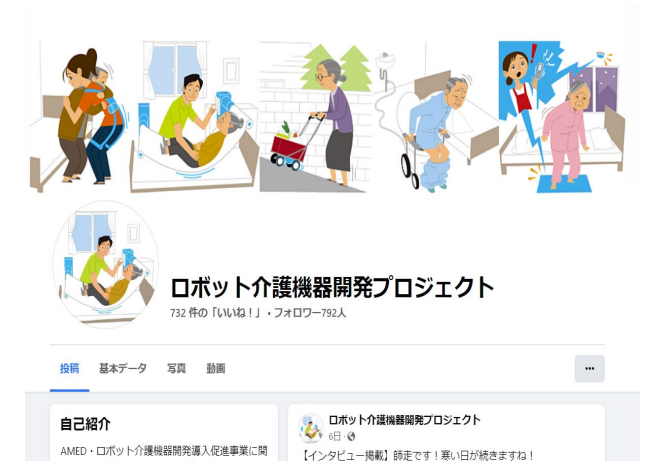 ロボット介護機器開発プロジェクト
732 件の「いいね！」・フォロワー792人
投稿
基本データ
写真
動画
自己紹介
AMED・ロボット介護機器開発導入促進事業に関
ロボット介護機器開発プロジェクト
6日
【インタビュー掲載】師走です！寒い日が続きますね！